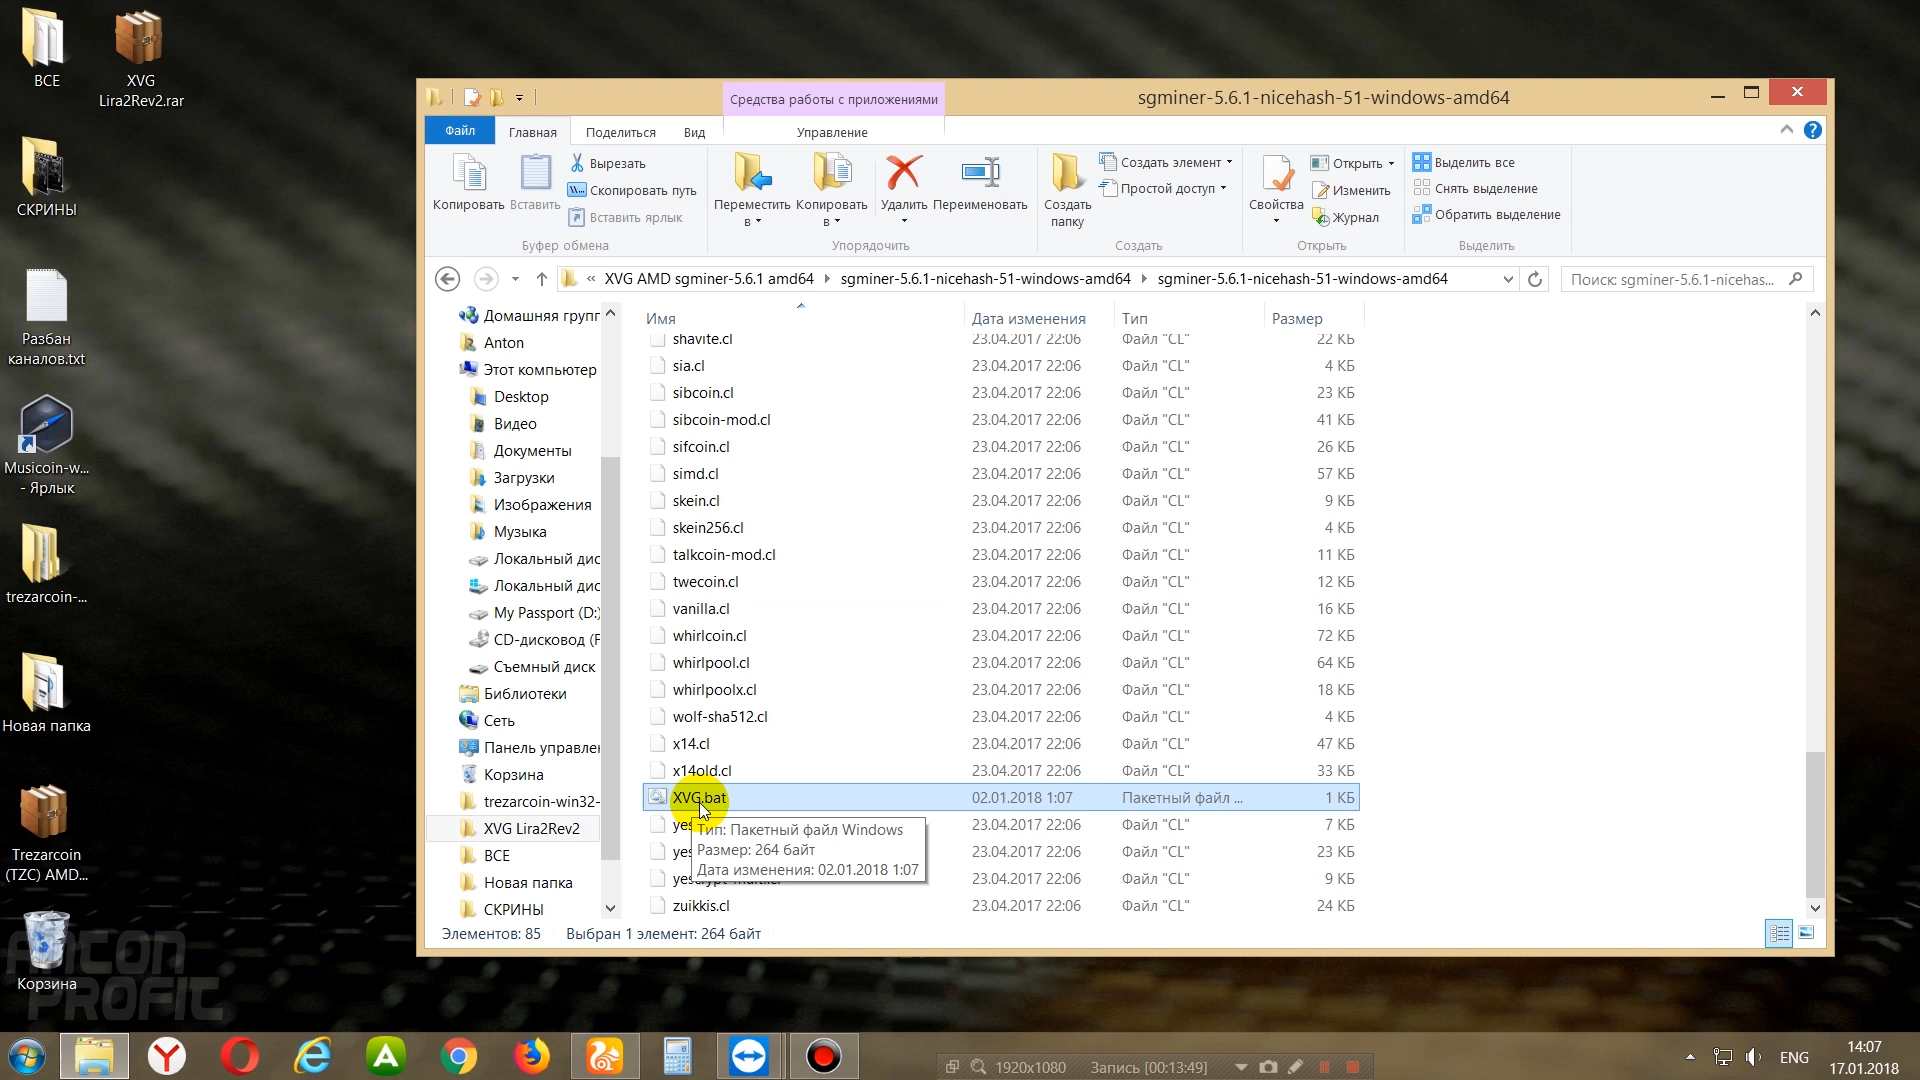 ВСЕ
XVG
Lira2Rev2.rar
СКРИНЫ
Разбан
каналов.txt
Musicoin-w...
- Ярлык
trezarcoin-...
Новая папка
Trezarcoin
(TZC) AMD...
Корзина
ANTON
PROFIT
Средства работы с приложениями
sgminer-5.6.1-nicehash-51-windows-amd64
Файл
Главная
Поделиться
Вид
Управление
Копировать
Вставить
Вырезать
Скопировать путь
Вставить ярлык
Буфер обмена
Переместить
в
Копировать
в
Удалить
Переименовать
Упорядочить
Создать
папку
Создать элемент
Простой доступ
Создать
Свойства
Открыть
Изменить
Журнал
Открыть
Выделить все
Снять выделение
Обратить выделение
Выделить
« XVG AMD sgminer-5.6.1 amd64 sgminer-5.6.1-nicehash-51-windows-amd64 sgminer-5.6.1-nicehash-51-windows-amd64
Поиск: sgminer-5.6.1-nicehas...
Домашняя групп
Anton
Этот компьютер
Desktop
Видео
Документы
Загрузки
Изображения
Музыка
Локальный дис
Локальный дис
My Passport (D:)
CD-дисковод (F
Съемный диск
Библиотеки
Сеть
Панель управлен
Корзина
trezarcoin-win32-
XVG Lira2Rev2
ВСЕ
Новая папка
СКРИНЫ
Имя Дата изменения Тип Размер
shavite.cl 23.04.2017 22:06 Файл "CL" 22 КБ
sia.cl 23.04.2017 22:06 Файл "CL" 4 КБ
sibcoin.cl 23.04.2017 22:06 Файл "CL" 23 КБ
sibcoin-mod.cl 23.04.2017 22:06 Файл "CL" 41 КБ
sifcoin.cl 23.04.2017 22:06 Файл "CL" 26 КБ
simd.cl 23.04.2017 22:06 Файл "CL" 57 КБ
skein.cl 23.04.2017 22:06 Файл "CL" 9 КБ
skein256.cl 23.04.2017 22:06 Файл "CL" 4 КБ
talkcoin-mod.cl 23.04.2017 22:06 Файл "CL" 11 КБ
twecoin.cl 23.04.2017 22:06 Файл "CL" 12 КБ
vanilla.cl 23.04.2017 22:06 Файл "CL" 16 КБ
whirlcoin.cl 23.04.2017 22:06 Файл "CL" 72 КБ
whirlpool.cl 23.04.2017 22:06 Файл "CL" 64 КБ
whirlpoolx.cl 23.04.2017 22:06 Файл "CL" 18 КБ
wolf-sha512.cl 23.04.2017 22:06 Файл "CL" 4 КБ
x14.cl 23.04.2017 22:06 Файл "CL" 47 КБ
x14old.cl 23.04.2017 22:06 Файл "CL" 33 КБ
XVG.bat 02.01.2018 1:07 Пакетный файл ... 1 КБ
23.04.2017 22:06 Файл "CL" 7 КБ
23.04.2017 22:06 Файл "CL" 23 КБ
23.04.2017 22:06 Файл "CL" 9 КБ
zuikkis.cl 23.04.2017 22:06 Файл "CL" 24 КБ
Тип: Пакетный файл Windows
Размер: 264 байт
Дата изменения: 02.01.2018 1:07
Элементов: 85 Выбран 1 элемент: 264 байт
1920x1080 Запись [00:13:49]
ENG
14:07
17.01.2018